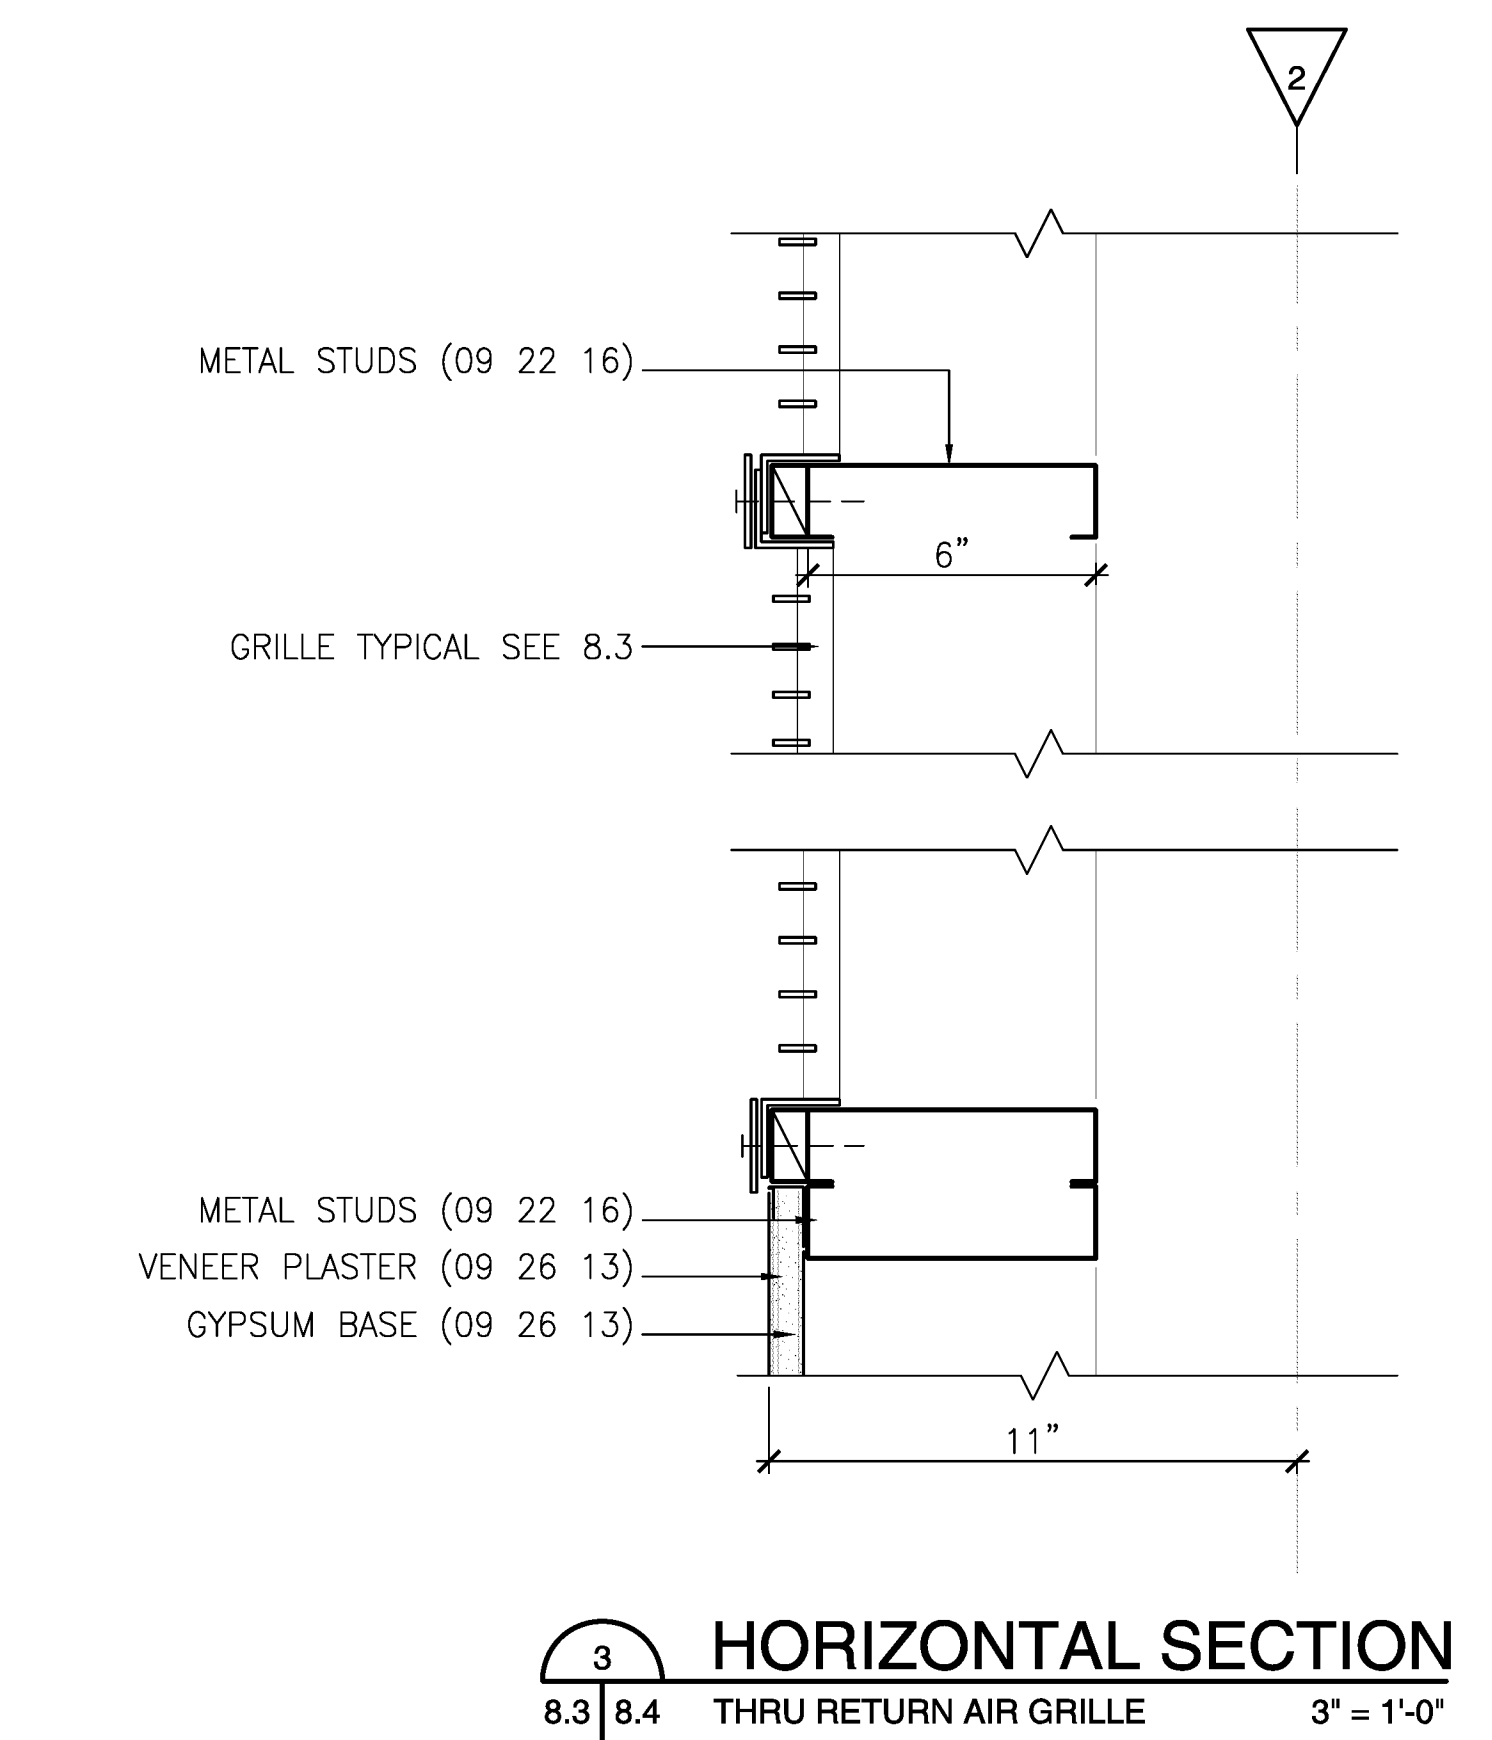 2
METAL STUDS (09 22 16)
6”
GRILLE TYPICAL SEE 8.3
METAL STUDS (09 22 16)
VENEER PLASTER (09 26 13)
GYPSUM BASE (09 26 13)
11”
3
HORIZONTAL SECTION
8.3 8.4
THRU RETURN AIR GRILLE
3" = 1'-0"